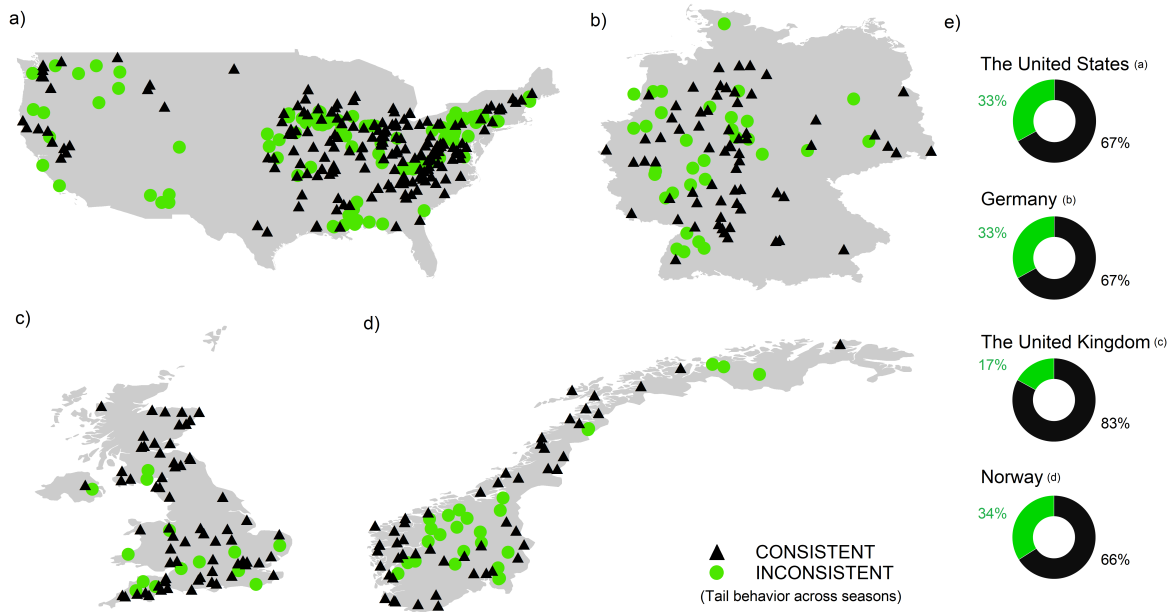 a)
b)
e)
The United States (a)
33%
67%
Germany (b)
33%
67%
c)
d)
The United Kingdom (c)
17%
83%
Norway (d)
34%
66%
CONSISTENT
INCONSISTENT
(Tail behavior across seasons)